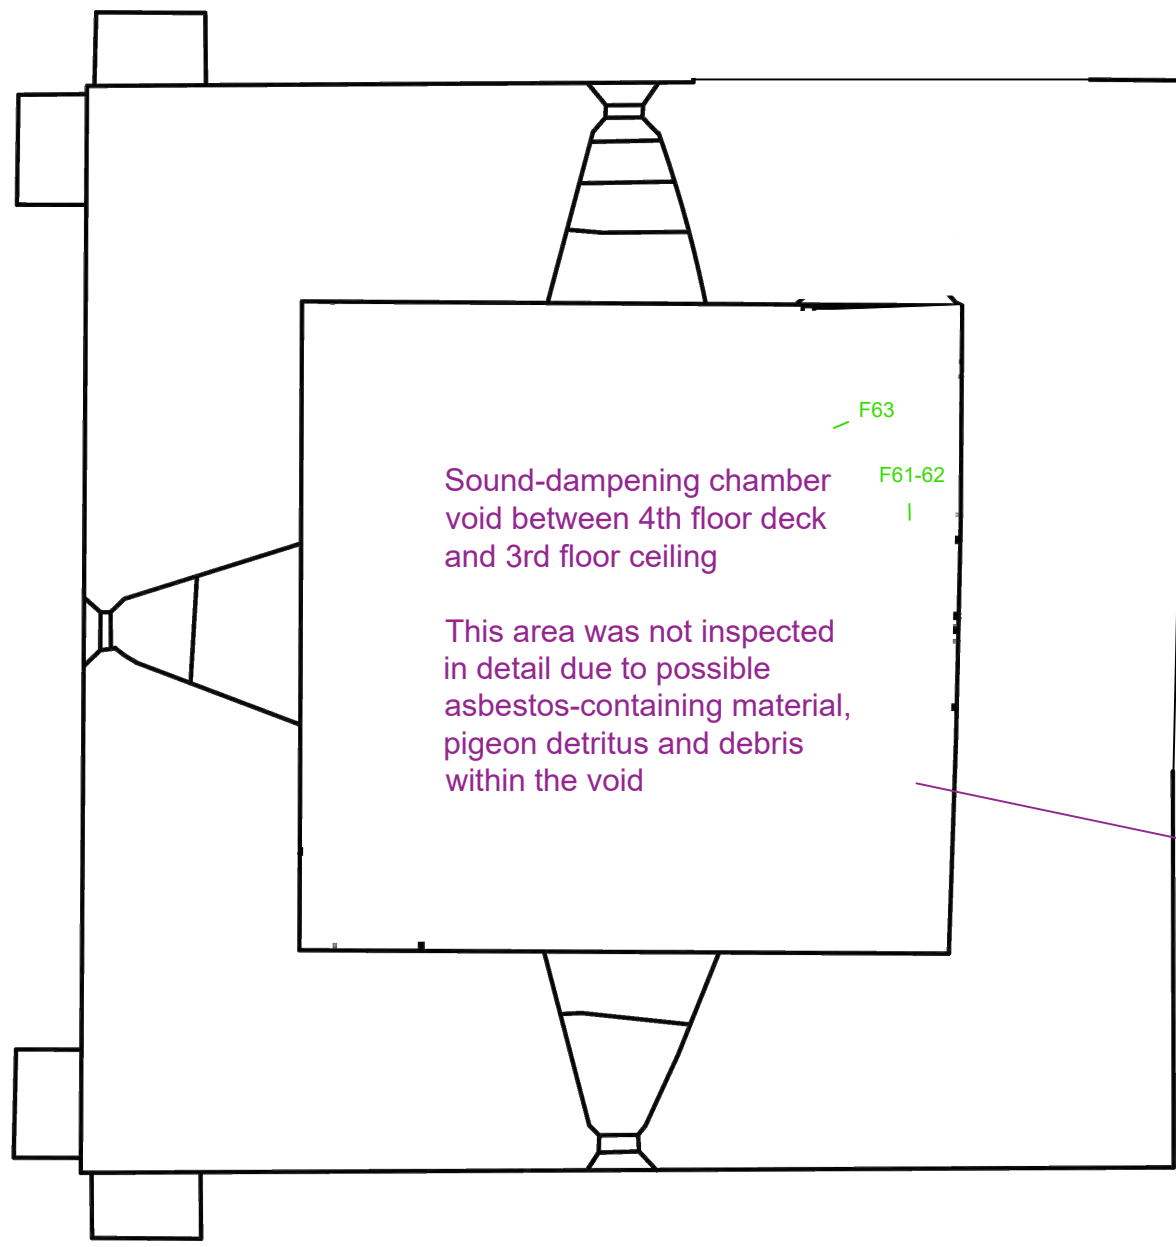 F63
F61-62
Sound-dampening chamber
void between 4th floor deck
and 3rd floor ceiling
This area was not inspected
in detail due to possible
asbestos-containing material,
pigeon detritus and debris
within the void